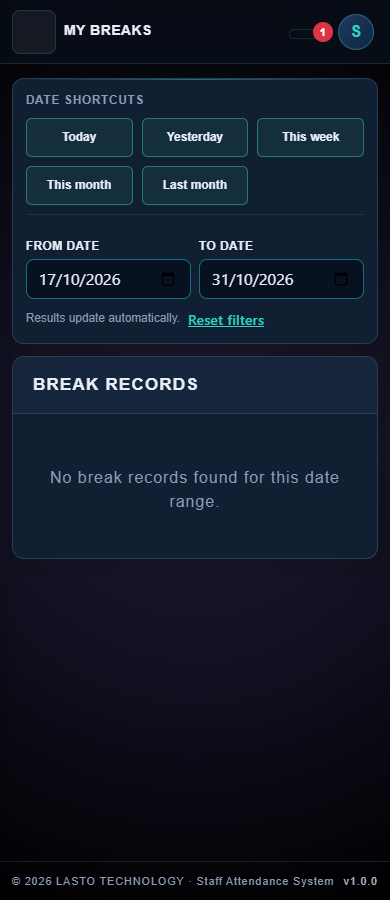 MY BREAKS
1
S
DATE SHORTCUTS
Today
Yesterday
This week
This month
Last month
FROM DATE
TO DATE
17/10/2026
31/10/2026
Results update automatically. Reset filters
BREAK RECORDS
No break records found for this date
range.
© 2026 LASTO TECHNOLOGY · Staff Attendance System v1.0.0